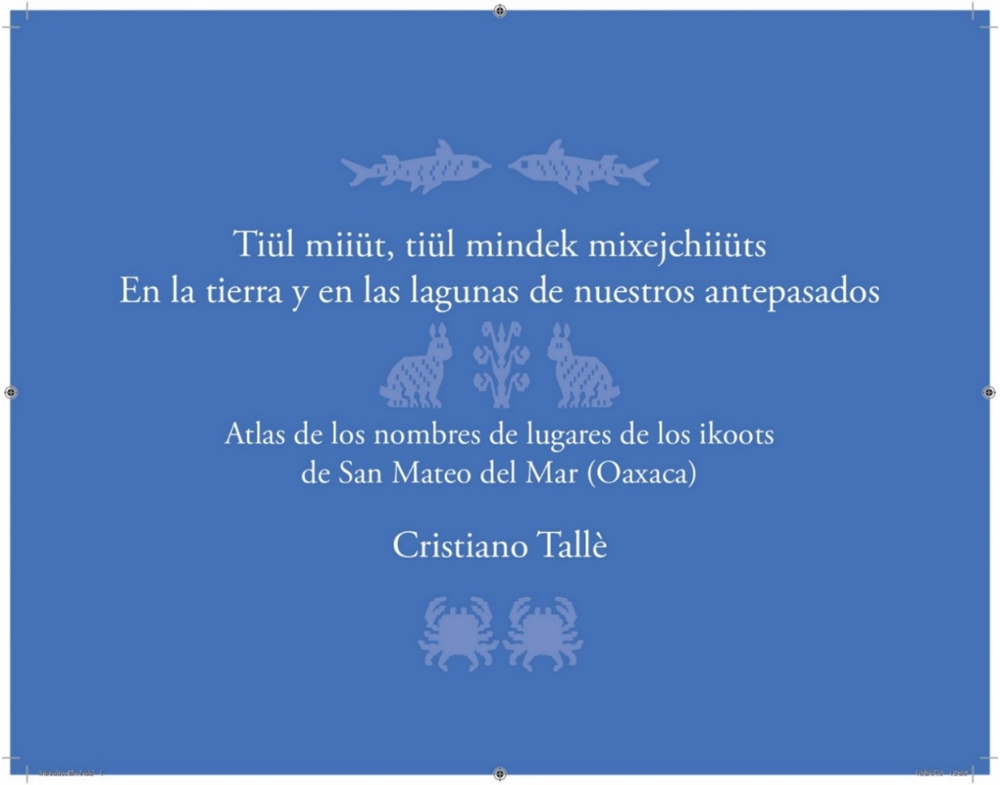 Tiül miiüt, tiül mindek mixejchiiüts
En la tierra y en las lagunas de nuestros antepasados
Atlas de los nombres de lugares de los ikoots
de San Mateo del Mar (Oaxaca)
Cristiano Tallè